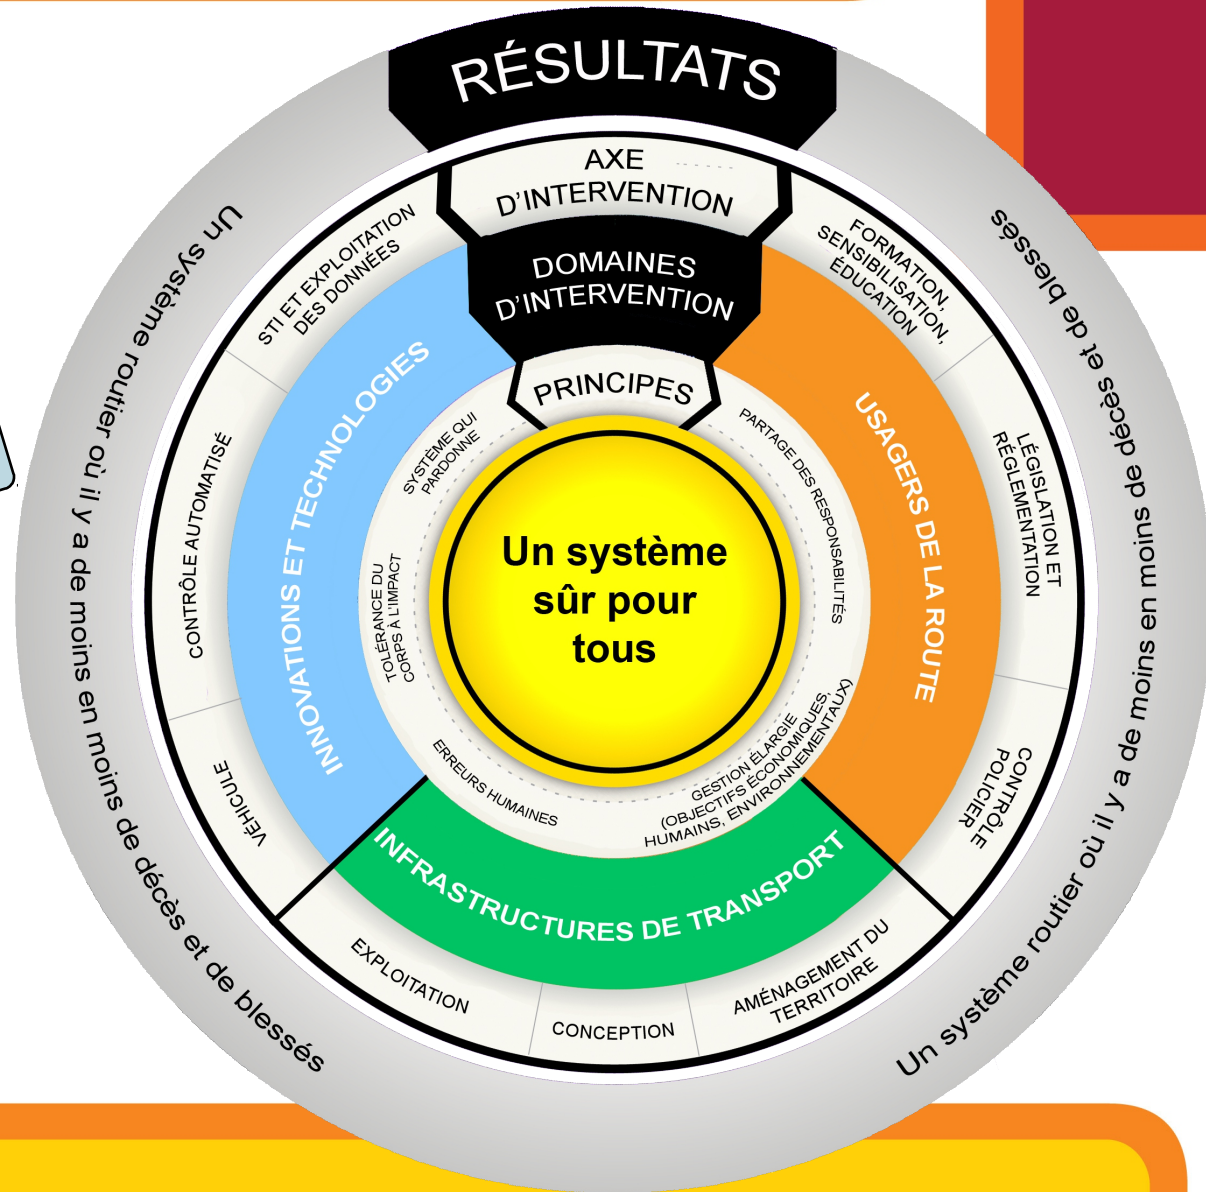 RÉSULTATS
AXE
D'INTERVENTION
DOMAINES
D'INTERVENTION
PRINCIPES
Un système
sûr pour
tous
Un système routier où il y a de moins en moins de décès et de blessés
Un système routier où il y a de moins en moins de décès et de blessés
STI ET EXPLOITATION
DES DONNÉES
CONTRÔLE AUTOMATISÉ
VÉHICULE
EXPLOITATION
CONCEPTION
AMÉNAGEMENT DU
TERRITOIRE
CONTRÔLE
POLICIER
LÉGISLATION ET
RÉGLEMENTATION
FORMATION,
SENSIBILISATION,
ÉDUCATION
INNOVATIONS ET TECHNOLOGIES
INFRASTRUCTURES DE TRANSPORT
USAGERS DE LA ROUTE
SYSTÈME QUI
PARDONNE
TOLÉRANCE DU
CORPS À L'IMPACT
ERREURS HUMAINES
GESTION ÉLARGIE
(OBJECTIFS ÉCONOMIQUES,
HUMAINS, ENVIRONNEMENTAUX)
PARTAGE DES RESPONSABILITÉS